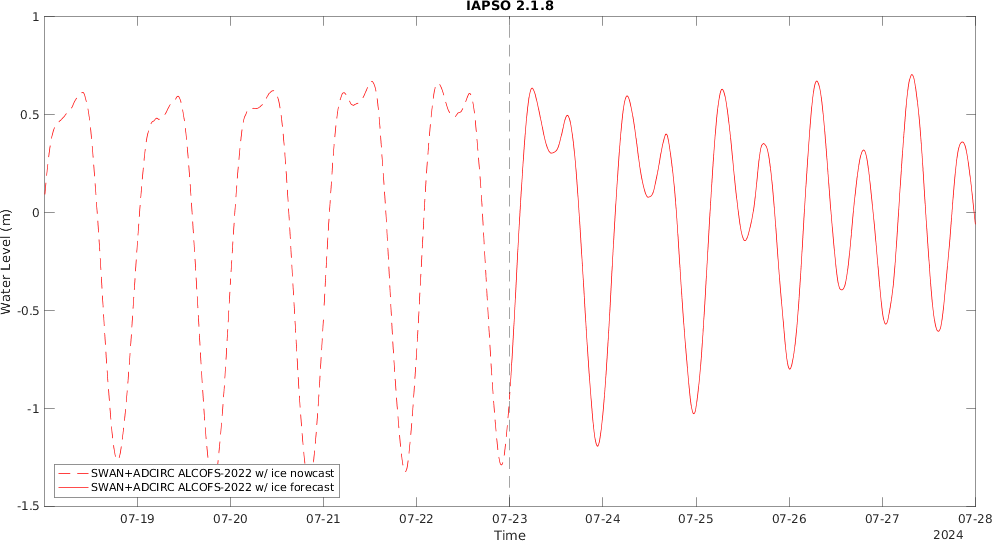 IAPSO 2.1.8
1
0.5
0
-0.5
-1
-1.5
Water Level (m)
SWAN+ADCIRC ALCOFS-2022 w/ ice nowcast
SWAN+ADCIRC ALCOFS-2022 w/ ice forecast
07-19 07-20 07-21 07-22 07-23 07-24 07-25 07-26 07-27 07-28
Time
2024